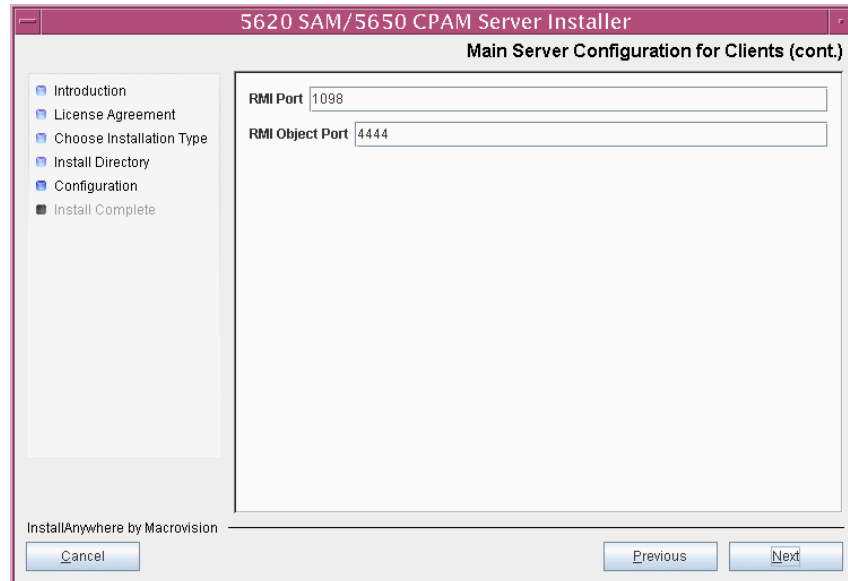 5620 SAM/5650 CPAM Server Installer
Main Server Configuration for Clients (cont.)
Introduction
License Agreement
Choose Installation Type
Install Directory
Configuration
Install Complete
RMI Port 1098
RMI Object Port 4444
InstallAnywhere by Macrovision
Cancel
Previous
Next